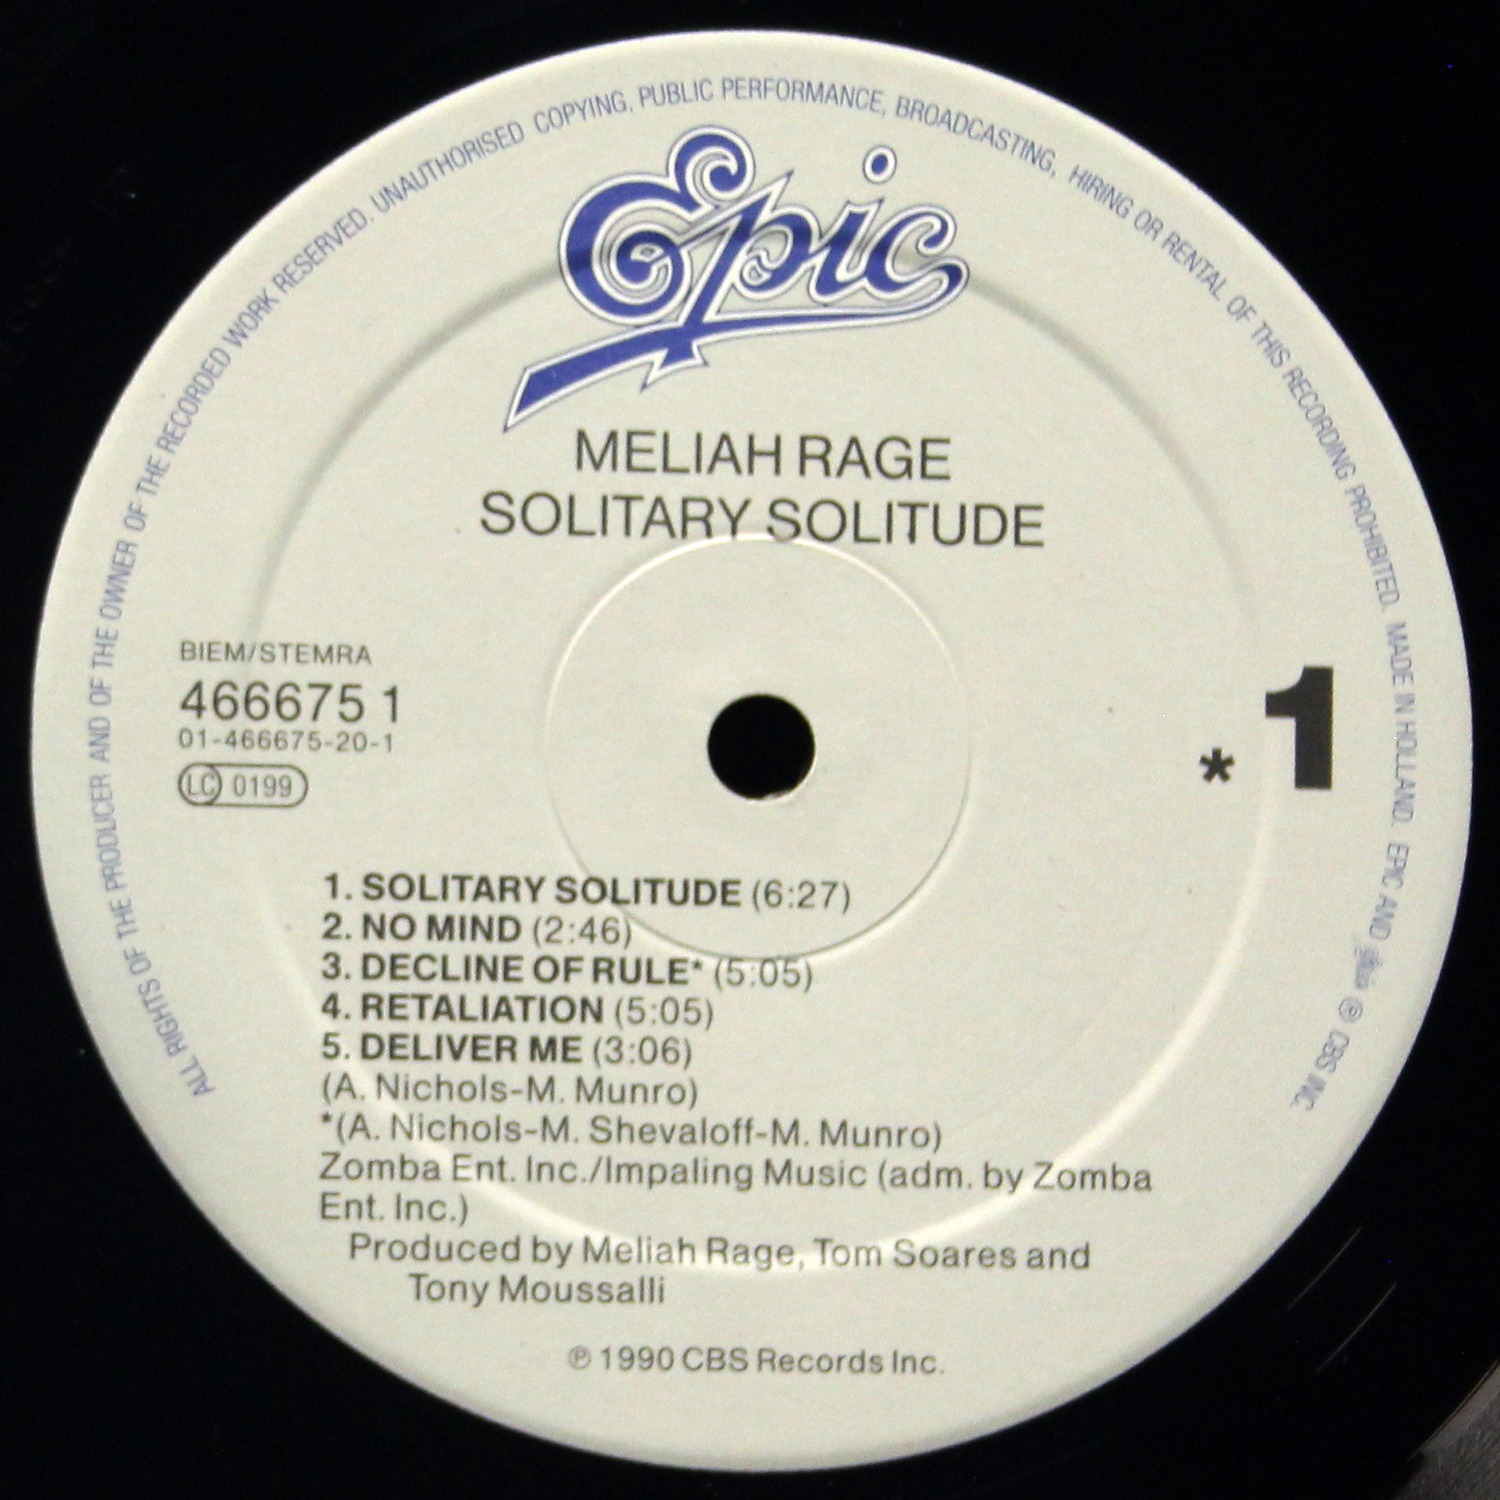 ALL RIGHTS OF THE PRODUCER AND OF THE OWNER OF THE RECORDED WORK RESERVED. UNAUTHORISED COPYING, PUBLIC PERFORMANCE, BROADCASTING, HIRING OR RENTAL OF THIS RECORDING PROHIBITED. MADE IN HOLLAND. EPIC AND ℗ CBS INC.
Epic
MELIAH RAGE
SOLITARY SOLITUDE
BIEM/STEMRA
466675 1
01-466675-20-1
LC 0199
* 1
1. SOLITARY SOLITUDE (6:27)
2. NO MIND (2:46)
3. DECLINE OF RULE* (5:05)
4. RETALIATION (5:05)
5. DELIVER ME (3:06)
(A. Nichols-M. Munro)
*(A. Nichols-M. Shevaloff-M. Munro)
Zomba Ent. Inc./Impaling Music (adm. by Zomba
Ent. Inc.)
Produced by Meliah Rage, Tom Soares and
Tony Moussalli
℗ 1990 CBS Records Inc.